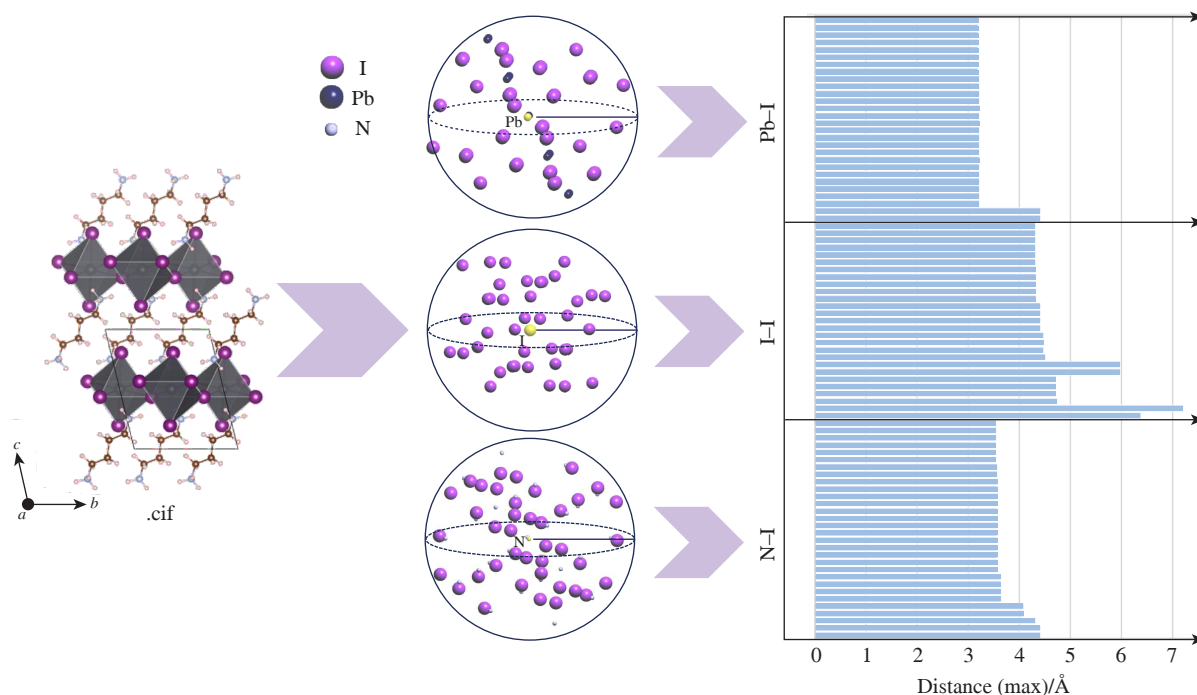 I
Pb
N
c
a
b
.cif
Pb
I
N
Pb–I
I–I
N–I
0 1 2 3 4 5 6 7
Distance (max)/Å